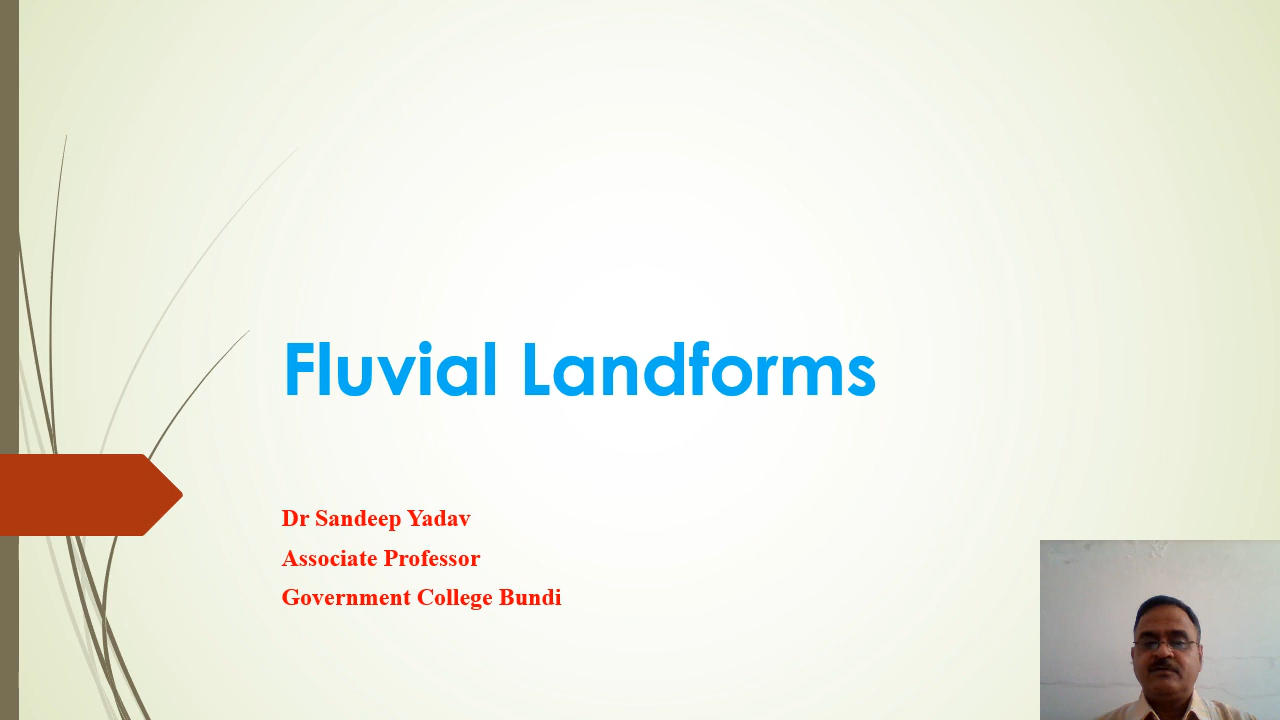 Fluvial Landforms
Dr Sandeep Yadav
Associate Professor
Government College Bundi